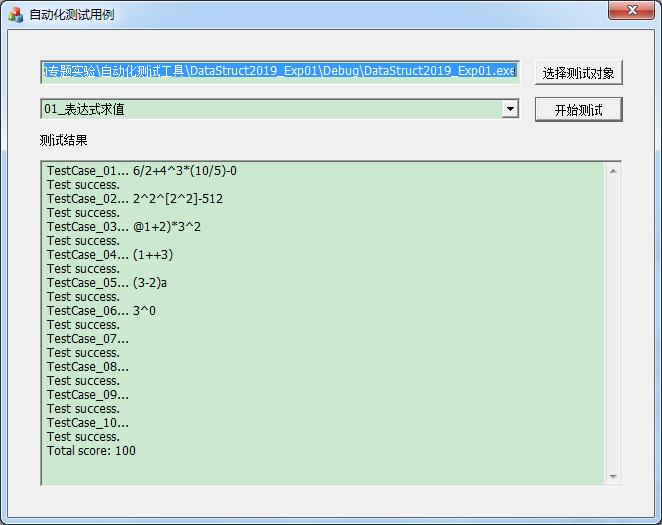 自动化测试用例
专题实验\自动化测试工具\DataStruct2019_Exp01\Debug\DataStruct2019_Exp01.exe
选择测试对象
01_表达式求值
开始测试
测试结果
TestCase_01... 6/2+4^3*(10/5)-0
Test success.
TestCase_02... 2^2^[2^2]-512
Test success.
TestCase_03... @1+2)*3^2
Test success.
TestCase_04... (1++3)
Test success.
TestCase_05... (3-2)a
Test success.
TestCase_06... 3^0
Test success.
TestCase_07...
Test success.
TestCase_08...
Test success.
TestCase_09...
Test success.
TestCase_10...
Test success.
Total score: 100